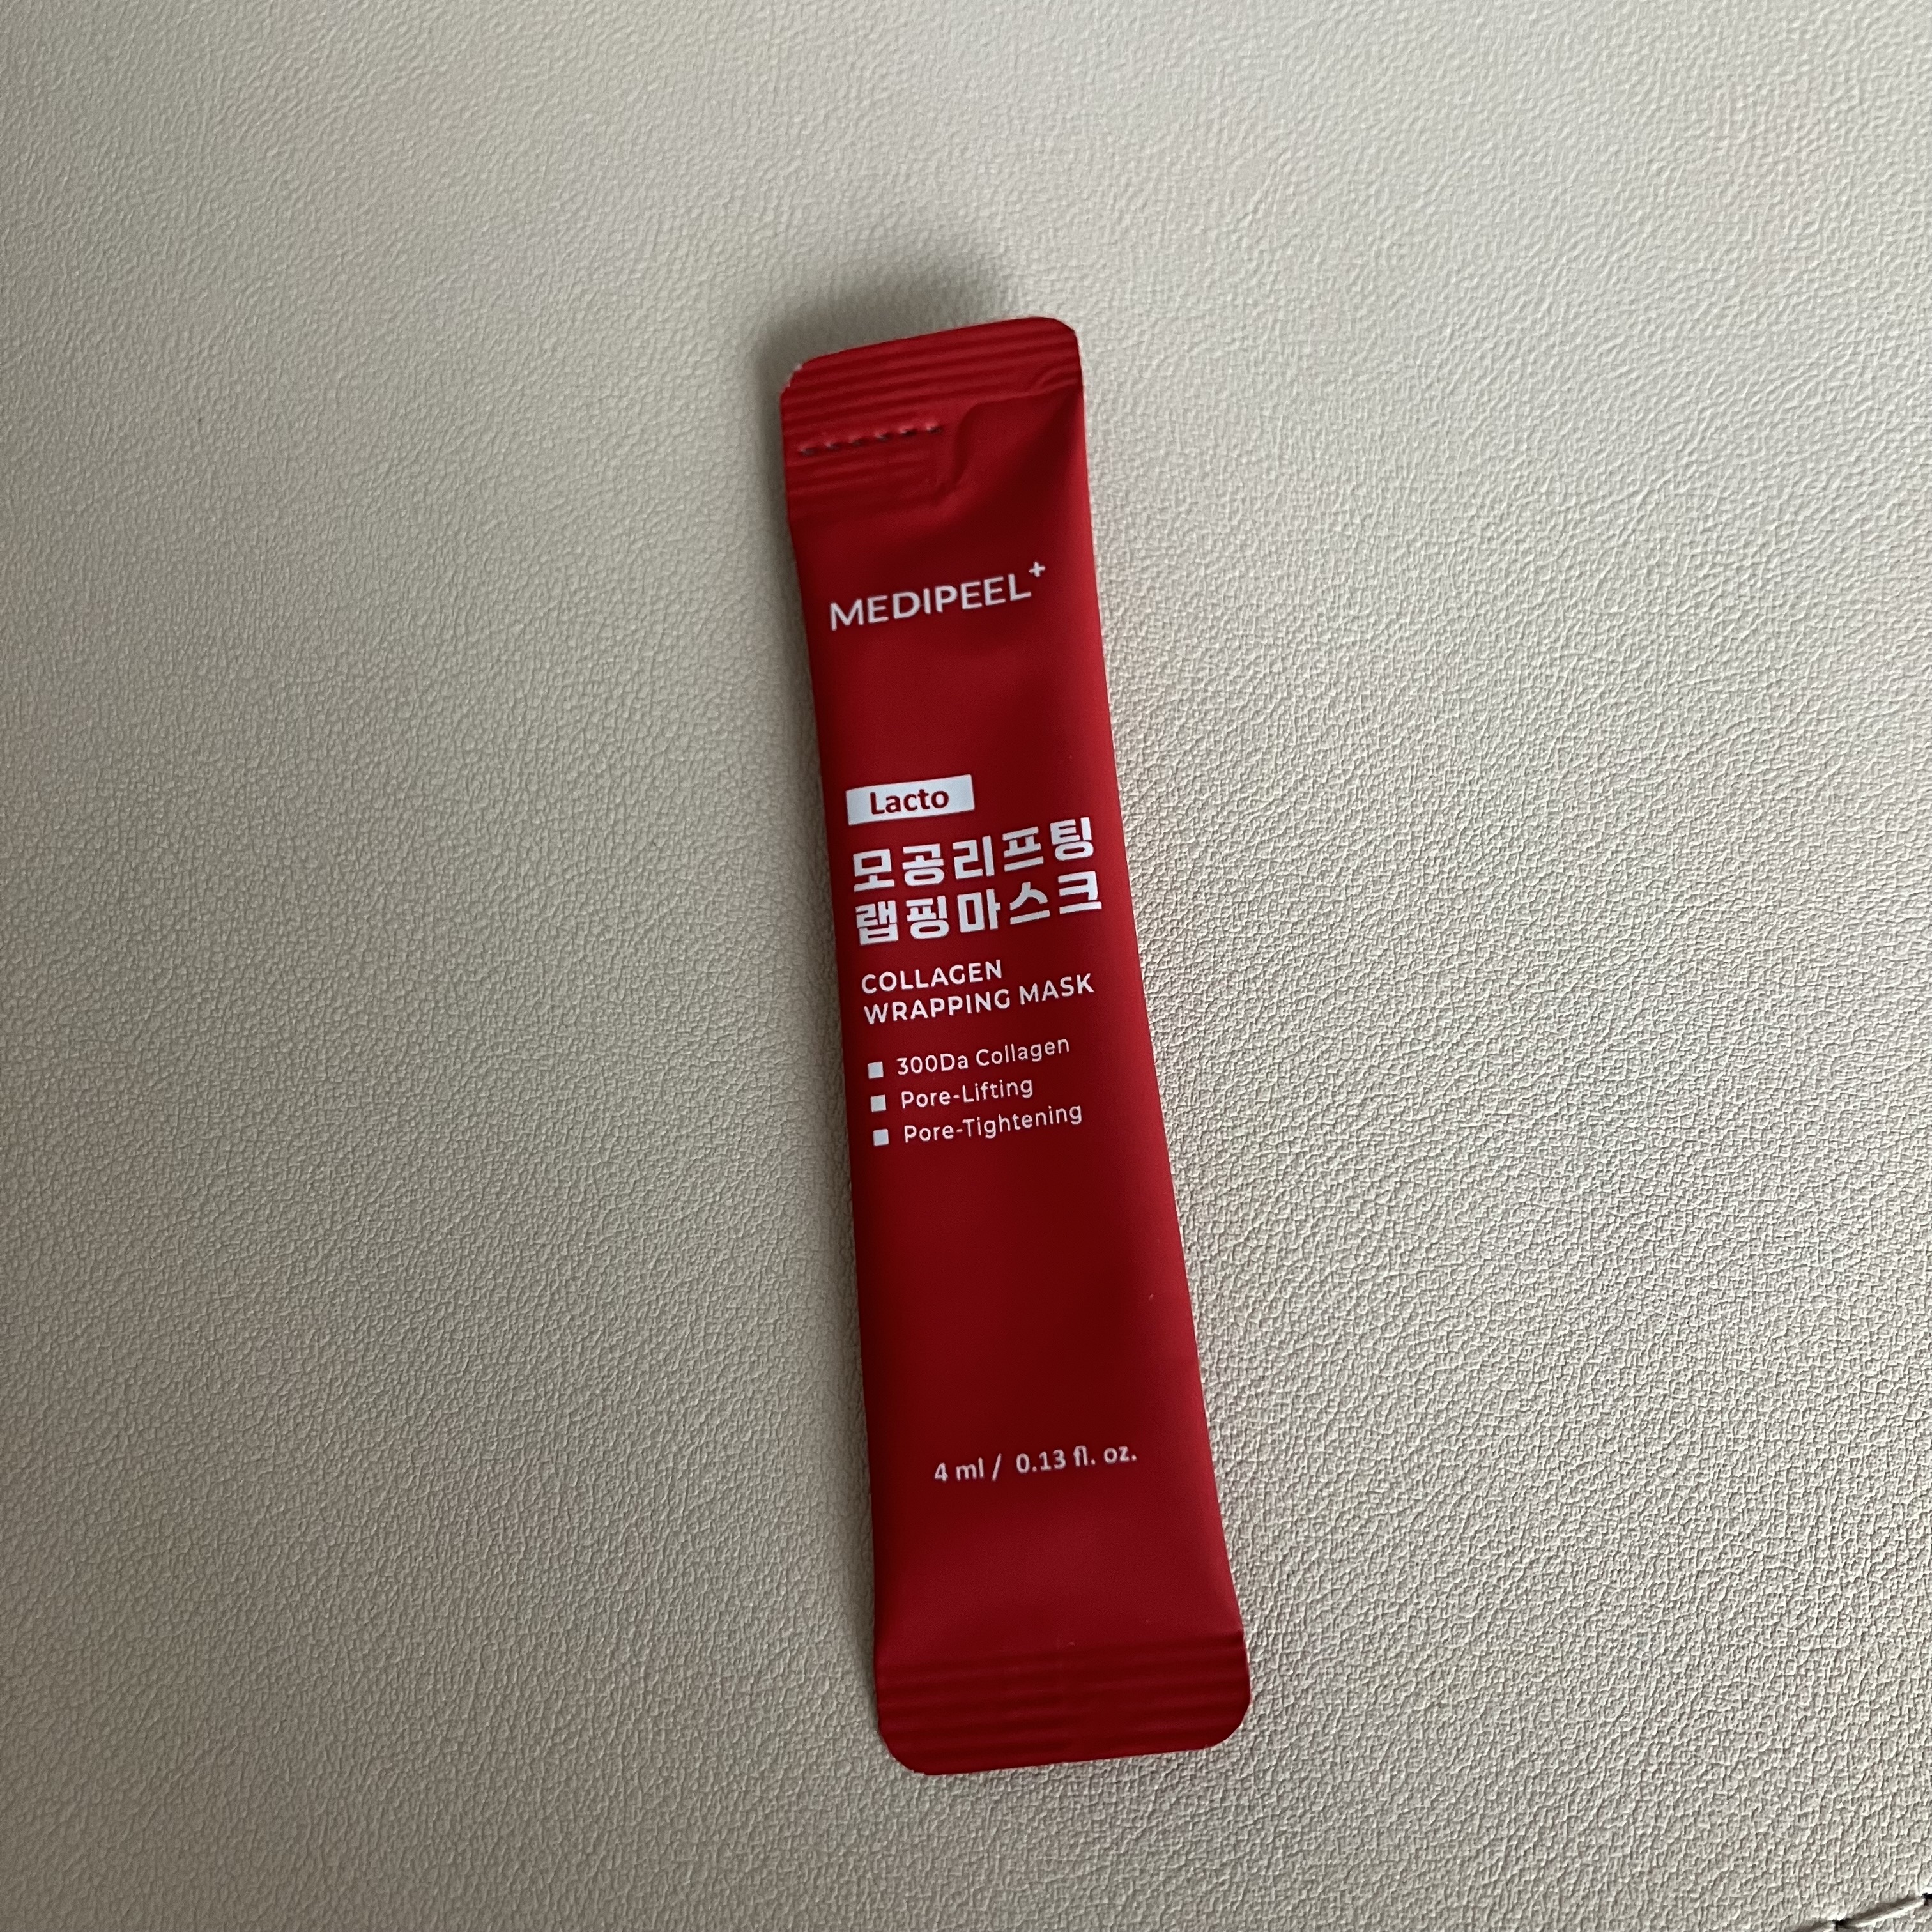 MEDIPEEL+
Lacto
모공리프팅
랩핑마스크
COLLAGEN
WRAPPING MASK
■ 300Da Collagen
■ Pore-Lifting
■ Pore-Tightening
4 ml / 0.13 fl. oz.